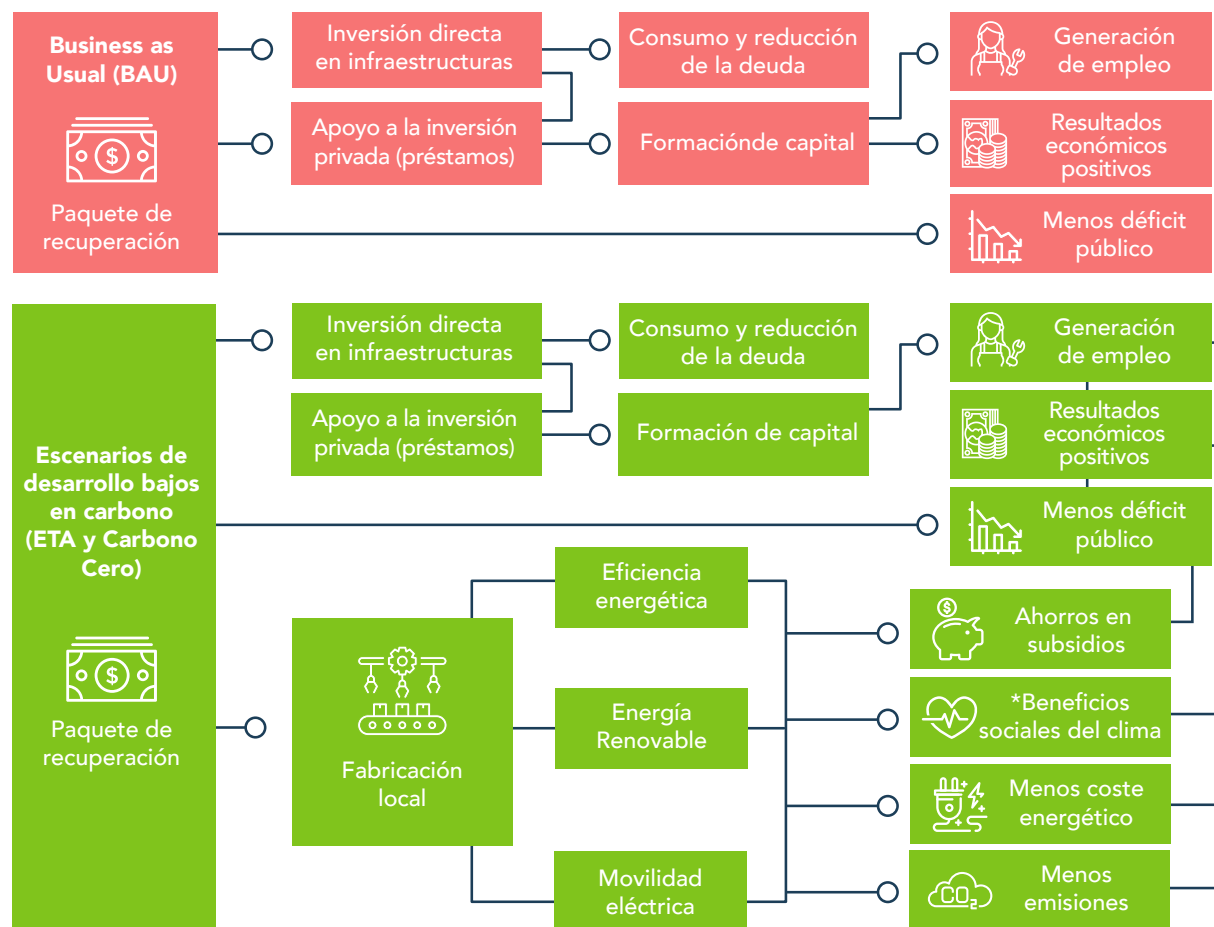 Business as
Usual (BAU)
$
Paquete de
recuperación
Inversión directa
en infraestructuras
Apoyo a la inversión
privada (préstamos)
Consumo y reducción
de la deuda
Formaciónde capital
Generación
de empleo
Resultados
económicos
positivos
Menos déficit
público
Escenarios de
desarrollo bajos
en carbono
(ETA y Carbono
Cero)
$
Paquete de
recuperación
Inversión directa
en infraestructuras
Apoyo a la inversión
privada (préstamos)
Consumo y reducción
de la deuda
Formación de capital
Generación
de empleo
Resultados
económicos
positivos
Menos déficit
público
Fabricación
local
Eficiencia
energética
Energía
Renovable
Movilidad
eléctrica
$
Ahorros en
subsidios
*Beneficios
sociales del clima
Menos coste
energético
CO₂
Menos
emisiones